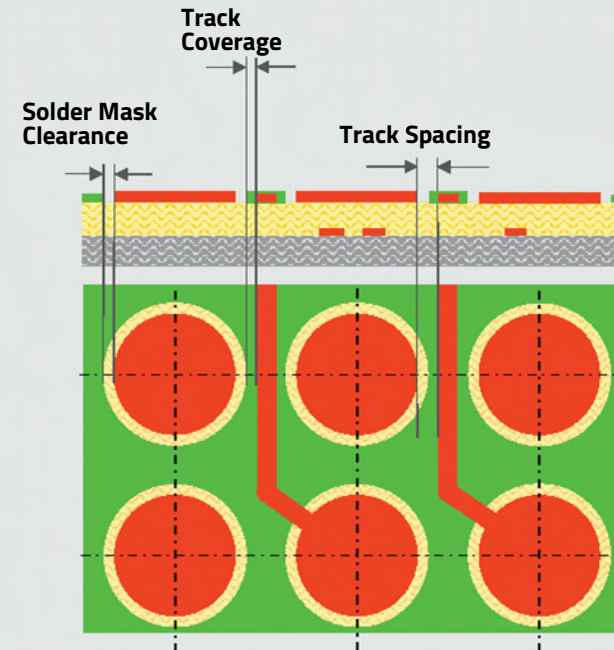 Track
Coverage
Solder Mask
Clearance
Track Spacing